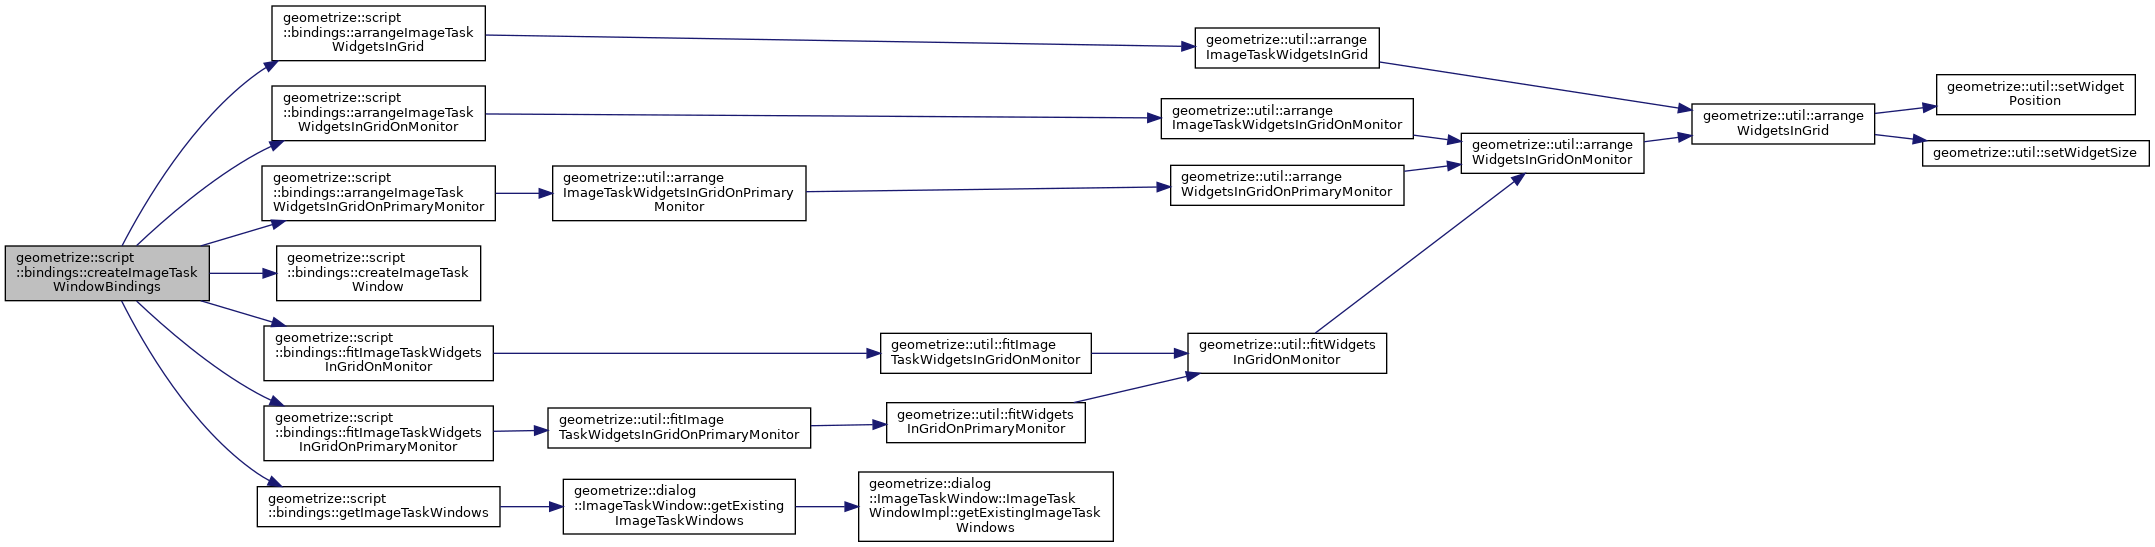 geometrize::script
::bindings::createImageTask
WindowBindings
geometrize::script
::bindings::arrangeImageTask
WidgetsInGrid
geometrize::util::arrange
ImageTaskWidgetsInGrid
geometrize::util::arrange
WidgetsInGrid
geometrize::util::setWidget
Position
geometrize::util::setWidgetSize
geometrize::script
::bindings::arrangeImageTask
WidgetsInGridOnMonitor
geometrize::util::arrange
ImageTaskWidgetsInGridOnMonitor
geometrize::util::arrange
WidgetsInGridOnMonitor
geometrize::script
::bindings::arrangeImageTask
WidgetsInGridOnPrimaryMonitor
geometrize::util::arrange
ImageTaskWidgetsInGridOnPrimary
Monitor
geometrize::util::arrange
WidgetsInGridOnPrimaryMonitor
geometrize::script
::bindings::createImageTask
Window
geometrize::script
::bindings::fitImageTaskWidgets
InGridOnMonitor
geometrize::util::fitImage
TaskWidgetsInGridOnMonitor
geometrize::util::fitWidgets
InGridOnMonitor
geometrize::script
::bindings::fitImageTaskWidgets
InGridOnPrimaryMonitor
geometrize::util::fitImage
TaskWidgetsInGridOnPrimaryMonitor
geometrize::util::fitWidgets
InGridOnPrimaryMonitor
geometrize::script
::bindings::getImageTaskWindows
geometrize::dialog
::ImageTaskWindow::getExisting
ImageTaskWindows
geometrize::dialog
::ImageTaskWindow::ImageTask
WindowImpl::getExistingImageTask
Windows